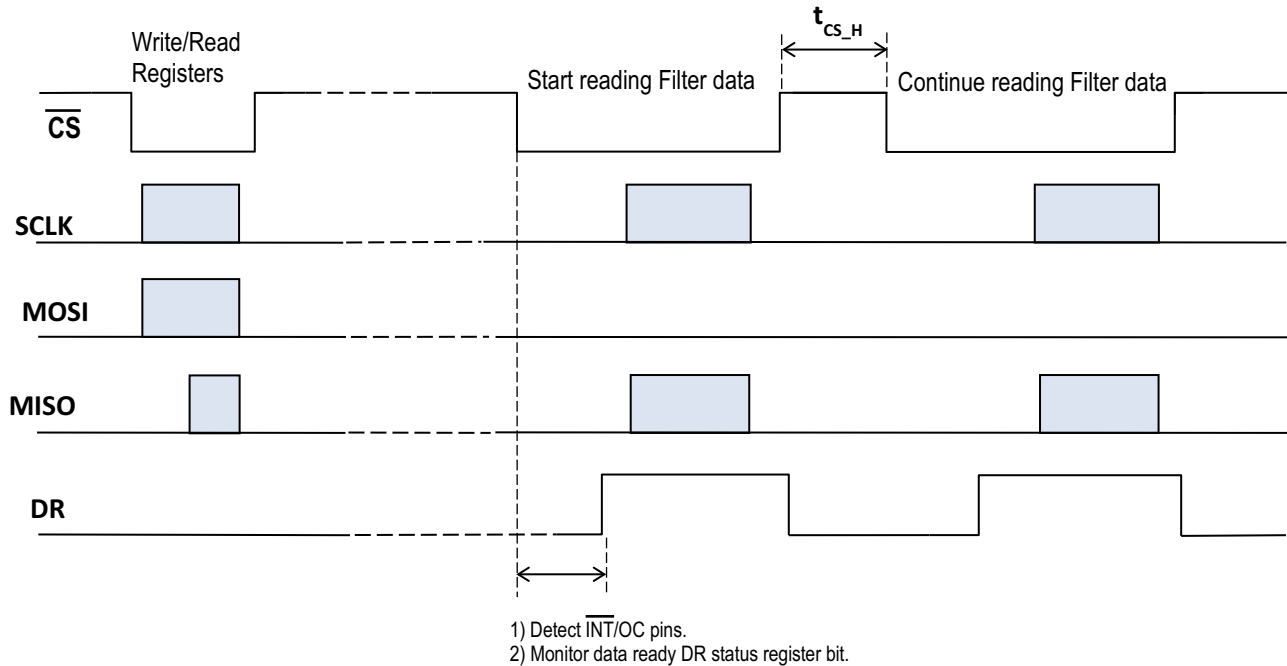 t CS_H
Write/Read
Registers
Start reading Filter data
Continue reading Filter data
CS
SCLK
MOSI
MISO
DR
1) Detect INT/OC pins.
2) Monitor data ready DR status register bit.